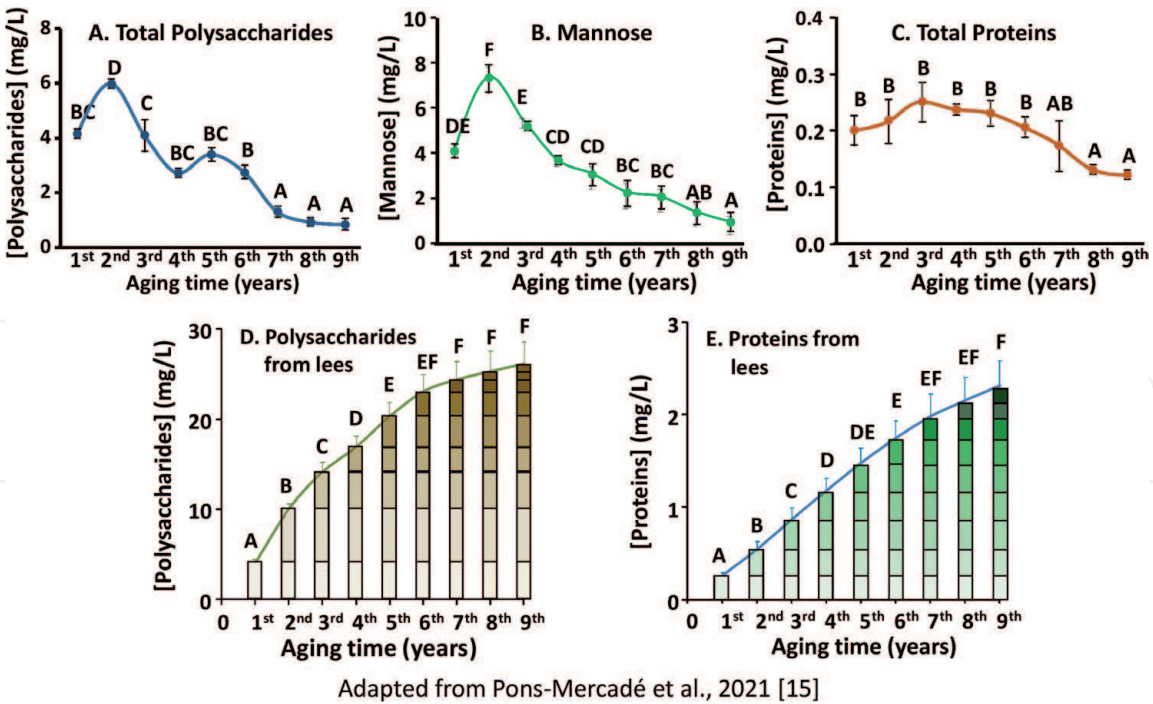 A. Total Polysaccharides
[Polysaccharides] (mg/L)
8
6
4
2
0
BC
D
C
BC
BC
B
A
A
A
1st 2nd 3rd 4th 5th 6th 7th 8th 9th
Aging time (years)
B. Mannose
[Mannose] (mg/L)
10
8
6
4
2
0
DE
F
E
CD
CD
BC
BC
AB
A
1st 2nd 3rd 4th 5th 6th 7th 8th 9th
Aging time (years)
C. Total Proteins
[Proteins] (mg/L)
0.4
0.3
0.2
0.1
0.0
B
B
B
B
B
B
AB
A
A
1st 2nd 3rd 4th 5th 6th 7th 8th 9th
Aging time (years)
D. Polysaccharides
from lees
[Polysaccharides] (mg/L)
30
20
10
0
A
B
C
D
E
EF
F
F
F
0 1st 2nd 3rd 4th 5th 6th 7th 8th 9th
Aging time (years)
E. Proteins from
lees
[Proteins] (mg/L)
3
2
1
0
A
B
C
D
DE
E
EF
EF
F
0 1st 2nd 3rd 4th 5th 6th 7th 8th 9th
Aging time (years)
Adapted from Pons-Mercadé et al., 2021 [15]